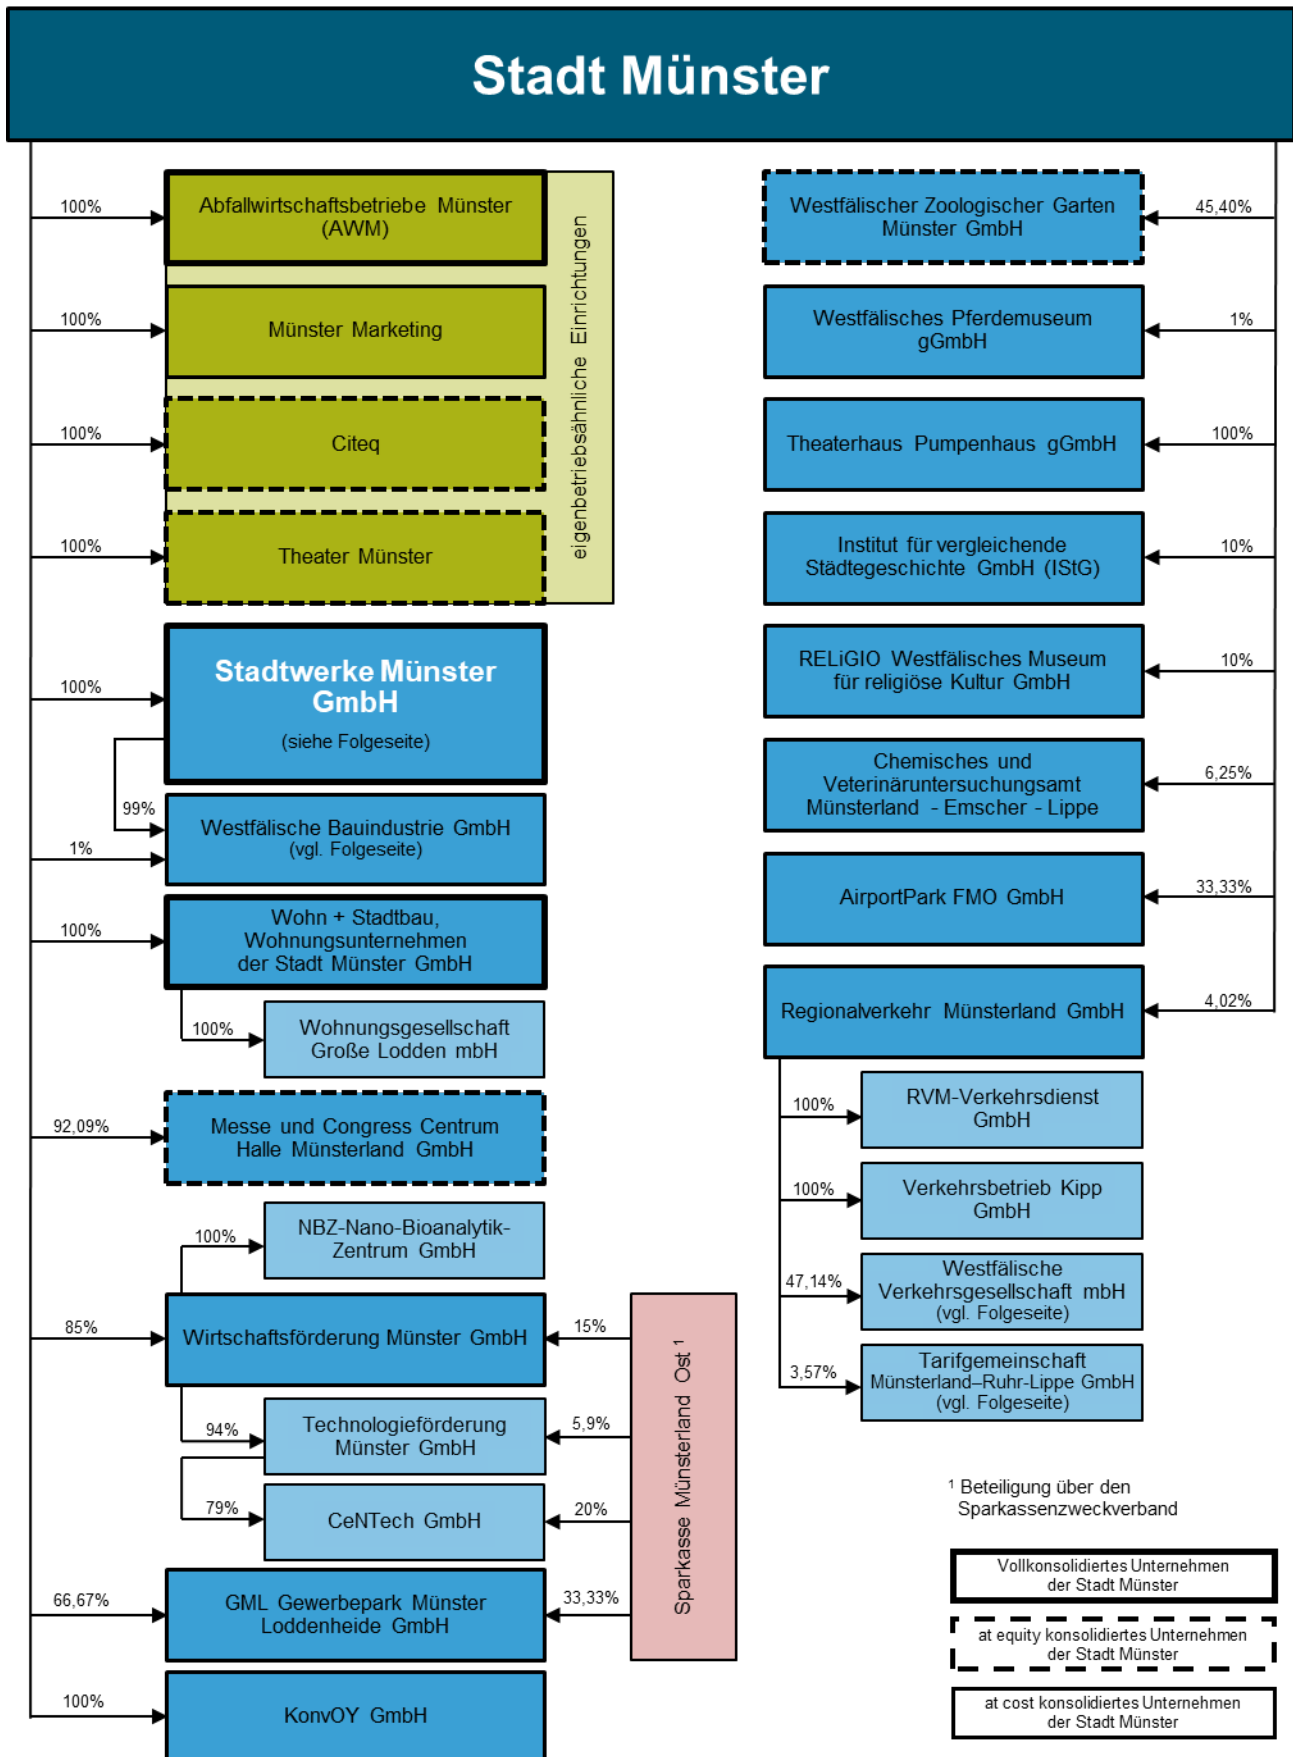 Stadt Münster
100%
Abfallwirtschaftsbetriebe Münster
(AWM)
100%
Münster Marketing
100%
Citeq
100%
Theater Münster
eigenbetriebsähnliche Einrichtungen
100%
Stadtwerke Münster
GmbH
(siehe Folgeseite)
99%
1%
Westfälische Bauindustrie GmbH
(vgl. Folgeseite)
100%
Wohn + Stadtbau,
Wohnungsunternehmen
der Stadt Münster GmbH
100%
Wohnungsgesellschaft
Große Lodden mbH
92,09%
Messe und Congress Centrum
Halle Münsterland GmbH
100%
NBZ-Nano-Bioanalytik-
Zentrum GmbH
85%
Wirtschaftsförderung Münster GmbH
15%
94%
Technologieförderung
Münster GmbH
5,9%
79%
CeNTech GmbH
20%
66,67%
GML Gewerbepark Münster
Loddenheide GmbH
33,33%
Sparkasse Münsterland Ost ¹
100%
KonvOY GmbH
Westfälischer Zoologischer Garten
Münster GmbH
45,40%
Westfälisches Pferdemuseum
gGmbH
1%
Theaterhaus Pumpenhaus gGmbH
100%
Institut für vergleichende
Städtegeschichte GmbH (IStG)
10%
RELiGIO Westfälisches Museum
für religiöse Kultur GmbH
10%
Chemisches und
Veterinäruntersuchungsamt
Münsterland - Emscher - Lippe
6,25%
AirportPark FMO GmbH
33,33%
Regionalverkehr Münsterland GmbH
4,02%
100%
RVM-Verkehrsdienst
GmbH
100%
Verkehrsbetrieb Kipp
GmbH
47,14%
Westfälische
Verkehrsgesellschaft mbH
(vgl. Folgeseite)
3,57%
Tarifgemeinschaft
Münsterland–Ruhr-Lippe GmbH
(vgl. Folgeseite)
¹ Beteiligung über den
Sparkassenzweckverband
Vollkonsolidiertes Unternehmen
der Stadt Münster
at equity konsolidiertes Unternehmen
der Stadt Münster
at cost konsolidiertes Unternehmen
der Stadt Münster